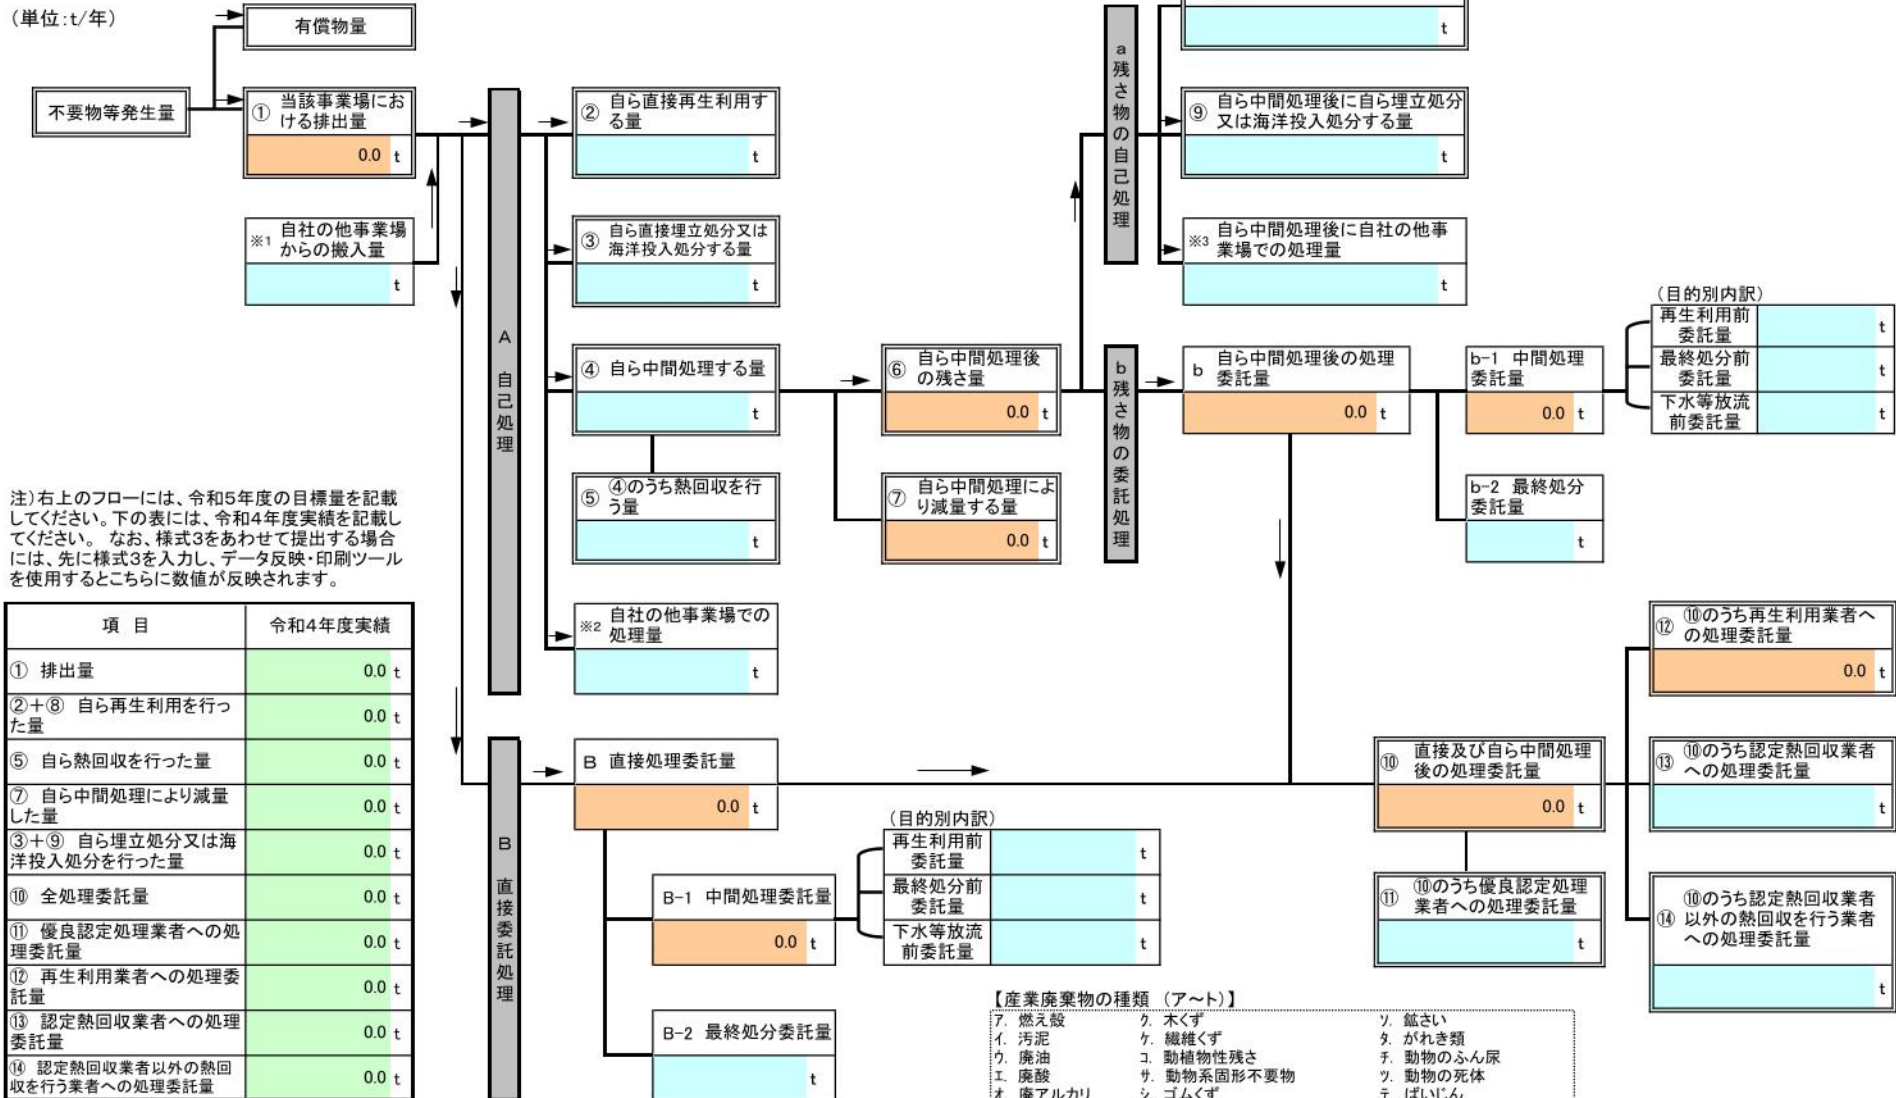 (単位:t/年)
有償物量
不要物等発生量
① 当該事業場にお
ける排出量
0.0 t
※1 自社の他事業場
からの搬入量
t
A 自己処理
② 自ら直接再生利用す
る量
t
③ 自ら直接埋立処分又は
海洋投入処分する量
t
④ 自ら中間処理する量
t
⑤ ④のうち熱回収を行
う量
t
※2 自社の他事業場での
処理量
t
⑥ 自ら中間処理後
の残さ量
0.0 t
⑦ 自ら中間処理によ
り減量する量
0.0 t
a 残さ物の自己処理
t
⑨ 自ら中間処理後に自ら埋立処分
又は海洋投入処分する量
t
※3 自ら中間処理後に自社の他事
業場での処理量
t
b 残さ物の委託処理
b 自ら中間処理後の処理
委託量
0.0 t
b-1 中間処理
委託量
0.0 t
(目的別内訳)
再生利用前
委託量
t
最終処分前
委託量
t
下水等放流
前委託量
t
b-2 最終処分
委託量
t
注)右上のフローには、令和5年度の目標量を記載
してください。下の表には、令和4年度実績を記載し
てください。 なお、様式3をあわせて提出する場合
には、先に様式3を入力し、データ反映・印刷ツール
を使用するとこちらに数値が反映されます。
項 目 令和4年度実績
① 排出量 0.0 t
②+⑧ 自ら再生利用を行っ
た量 0.0 t
⑤ 自ら熱回収を行った量 0.0 t
⑦ 自ら中間処理により減量
した量 0.0 t
③+⑨ 自ら埋立処分又は海
洋投入処分を行った量 0.0 t
⑩ 全処理委託量 0.0 t
⑪ 優良認定処理業者への処
理委託量 0.0 t
⑫ 再生利用業者への処理委
託量 0.0 t
⑬ 認定熱回収業者への処理
委託量 0.0 t
⑭ 認定熱回収業者以外の熱回
収を行う業者への処理委託量 0.0 t
B 直接委託処理
B 直接処理委託量
0.0 t
B-1 中間処理委託量
0.0 t
(目的別内訳)
再生利用前
委託量
t
最終処分前
委託量
t
下水等放流
前委託量
t
B-2 最終処分委託量
t
⑩ 直接及び自ら中間処理
後の処理委託量
0.0 t
⑪ ⑩のうち優良認定処理
業者への処理委託量
t
⑫ ⑩のうち再生利用業者へ
の処理委託量
0.0 t
⑬ ⑩のうち認定熱回収業者
への処理委託量
t
⑭ ⑩のうち認定熱回収業者
以外の熱回収を行う業者
への処理委託量
t
【産業廃棄物の種類 (ア~ト)】
ア. 燃え殻 ク. 木くず ソ. 鉱さい
イ. 汚泥 ケ. 繊維くず タ. がれき類
ウ. 廃油 コ. 動植物性残さ チ. 動物のふん尿
エ. 廃酸 サ. 動物系固形不要物 ツ. 動物の死体
オ. 廃アルカリ シ. ゴムくず テ. ばいじん